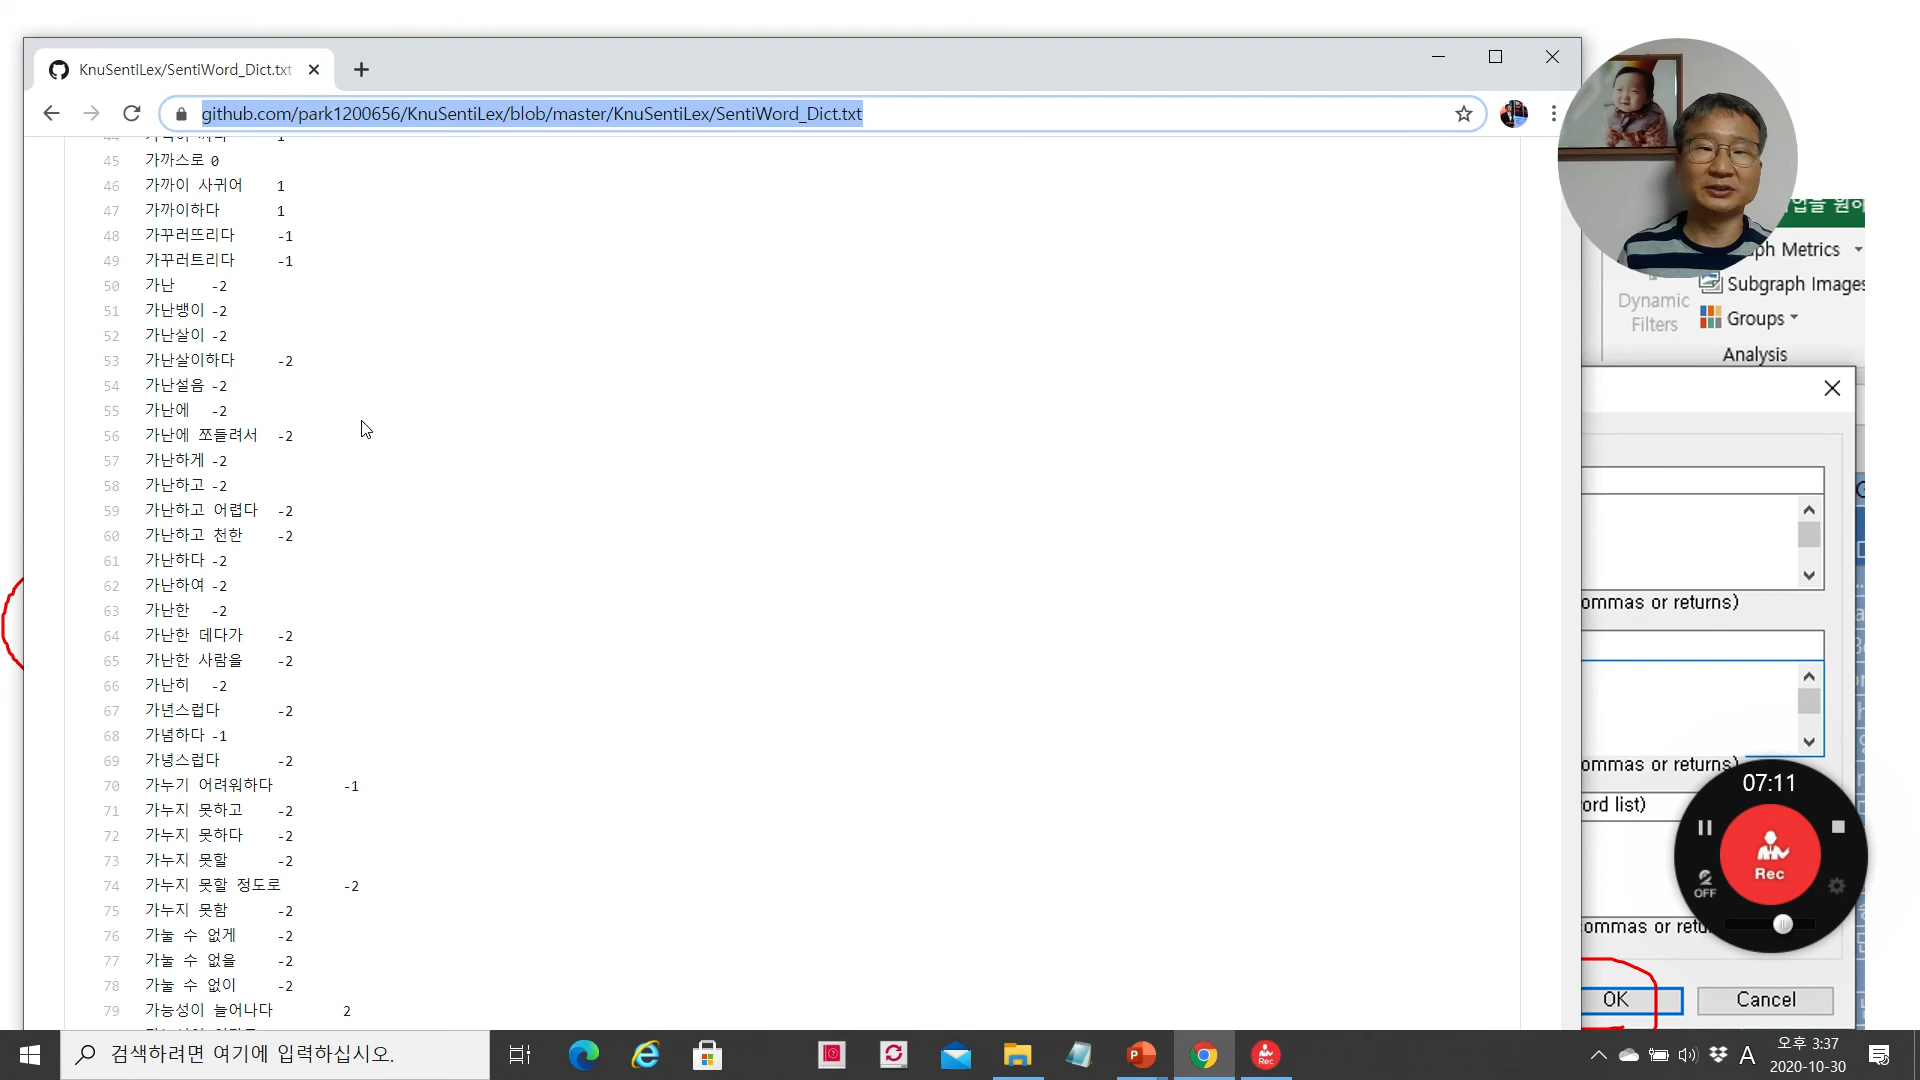 KnuSentiLex/SentiWord_Dict.txt
github.com/park1200656/KnuSentiLex/blob/master/KnuSentiLex/SentiWord_Dict.txt
45 가까스로 0
46 가까이 사귀어 1
47 가까이하다 1
48 가꾸러뜨리다 -1
49 가꾸러트리다 -1
50 가난 -2
51 가난뱅이 -2
52 가난살이 -2
53 가난살이하다 -2
54 가난설음 -2
55 가난에 -2
56 가난에 쪼들려서 -2
57 가난하게 -2
58 가난하고 -2
59 가난하고 어렵다 -2
60 가난하고 천한 -2
61 가난하다 -2
62 가난하여 -2
63 가난한 -2
64 가난한 데다가 -2
65 가난한 사람을 -2
66 가난히 -2
67 가년스럽다 -2
68 가념하다 -1
69 가녕스럽다 -2
70 가누기 어려워하다 -1
71 가누지 못하고 -2
72 가누지 못하다 -2
73 가누지 못할 -2
74 가누지 못할 정도로 -2
75 가누지 못함 -2
76 가눌 수 없게 -2
77 가눌 수 없을 -2
78 가눌 수 없이 -2
79 가능성이 늘어나다 2
Metrics
Subgraph Images
Dynamic
Filters
Groups
Analysis
ommas or returns)
ommas or returns)
ord list)
07:11
Rec
OFF
OK
Cancel
검색하려면 여기에 입력하십시오.
Rec
A
오후 3:37
2020-10-30